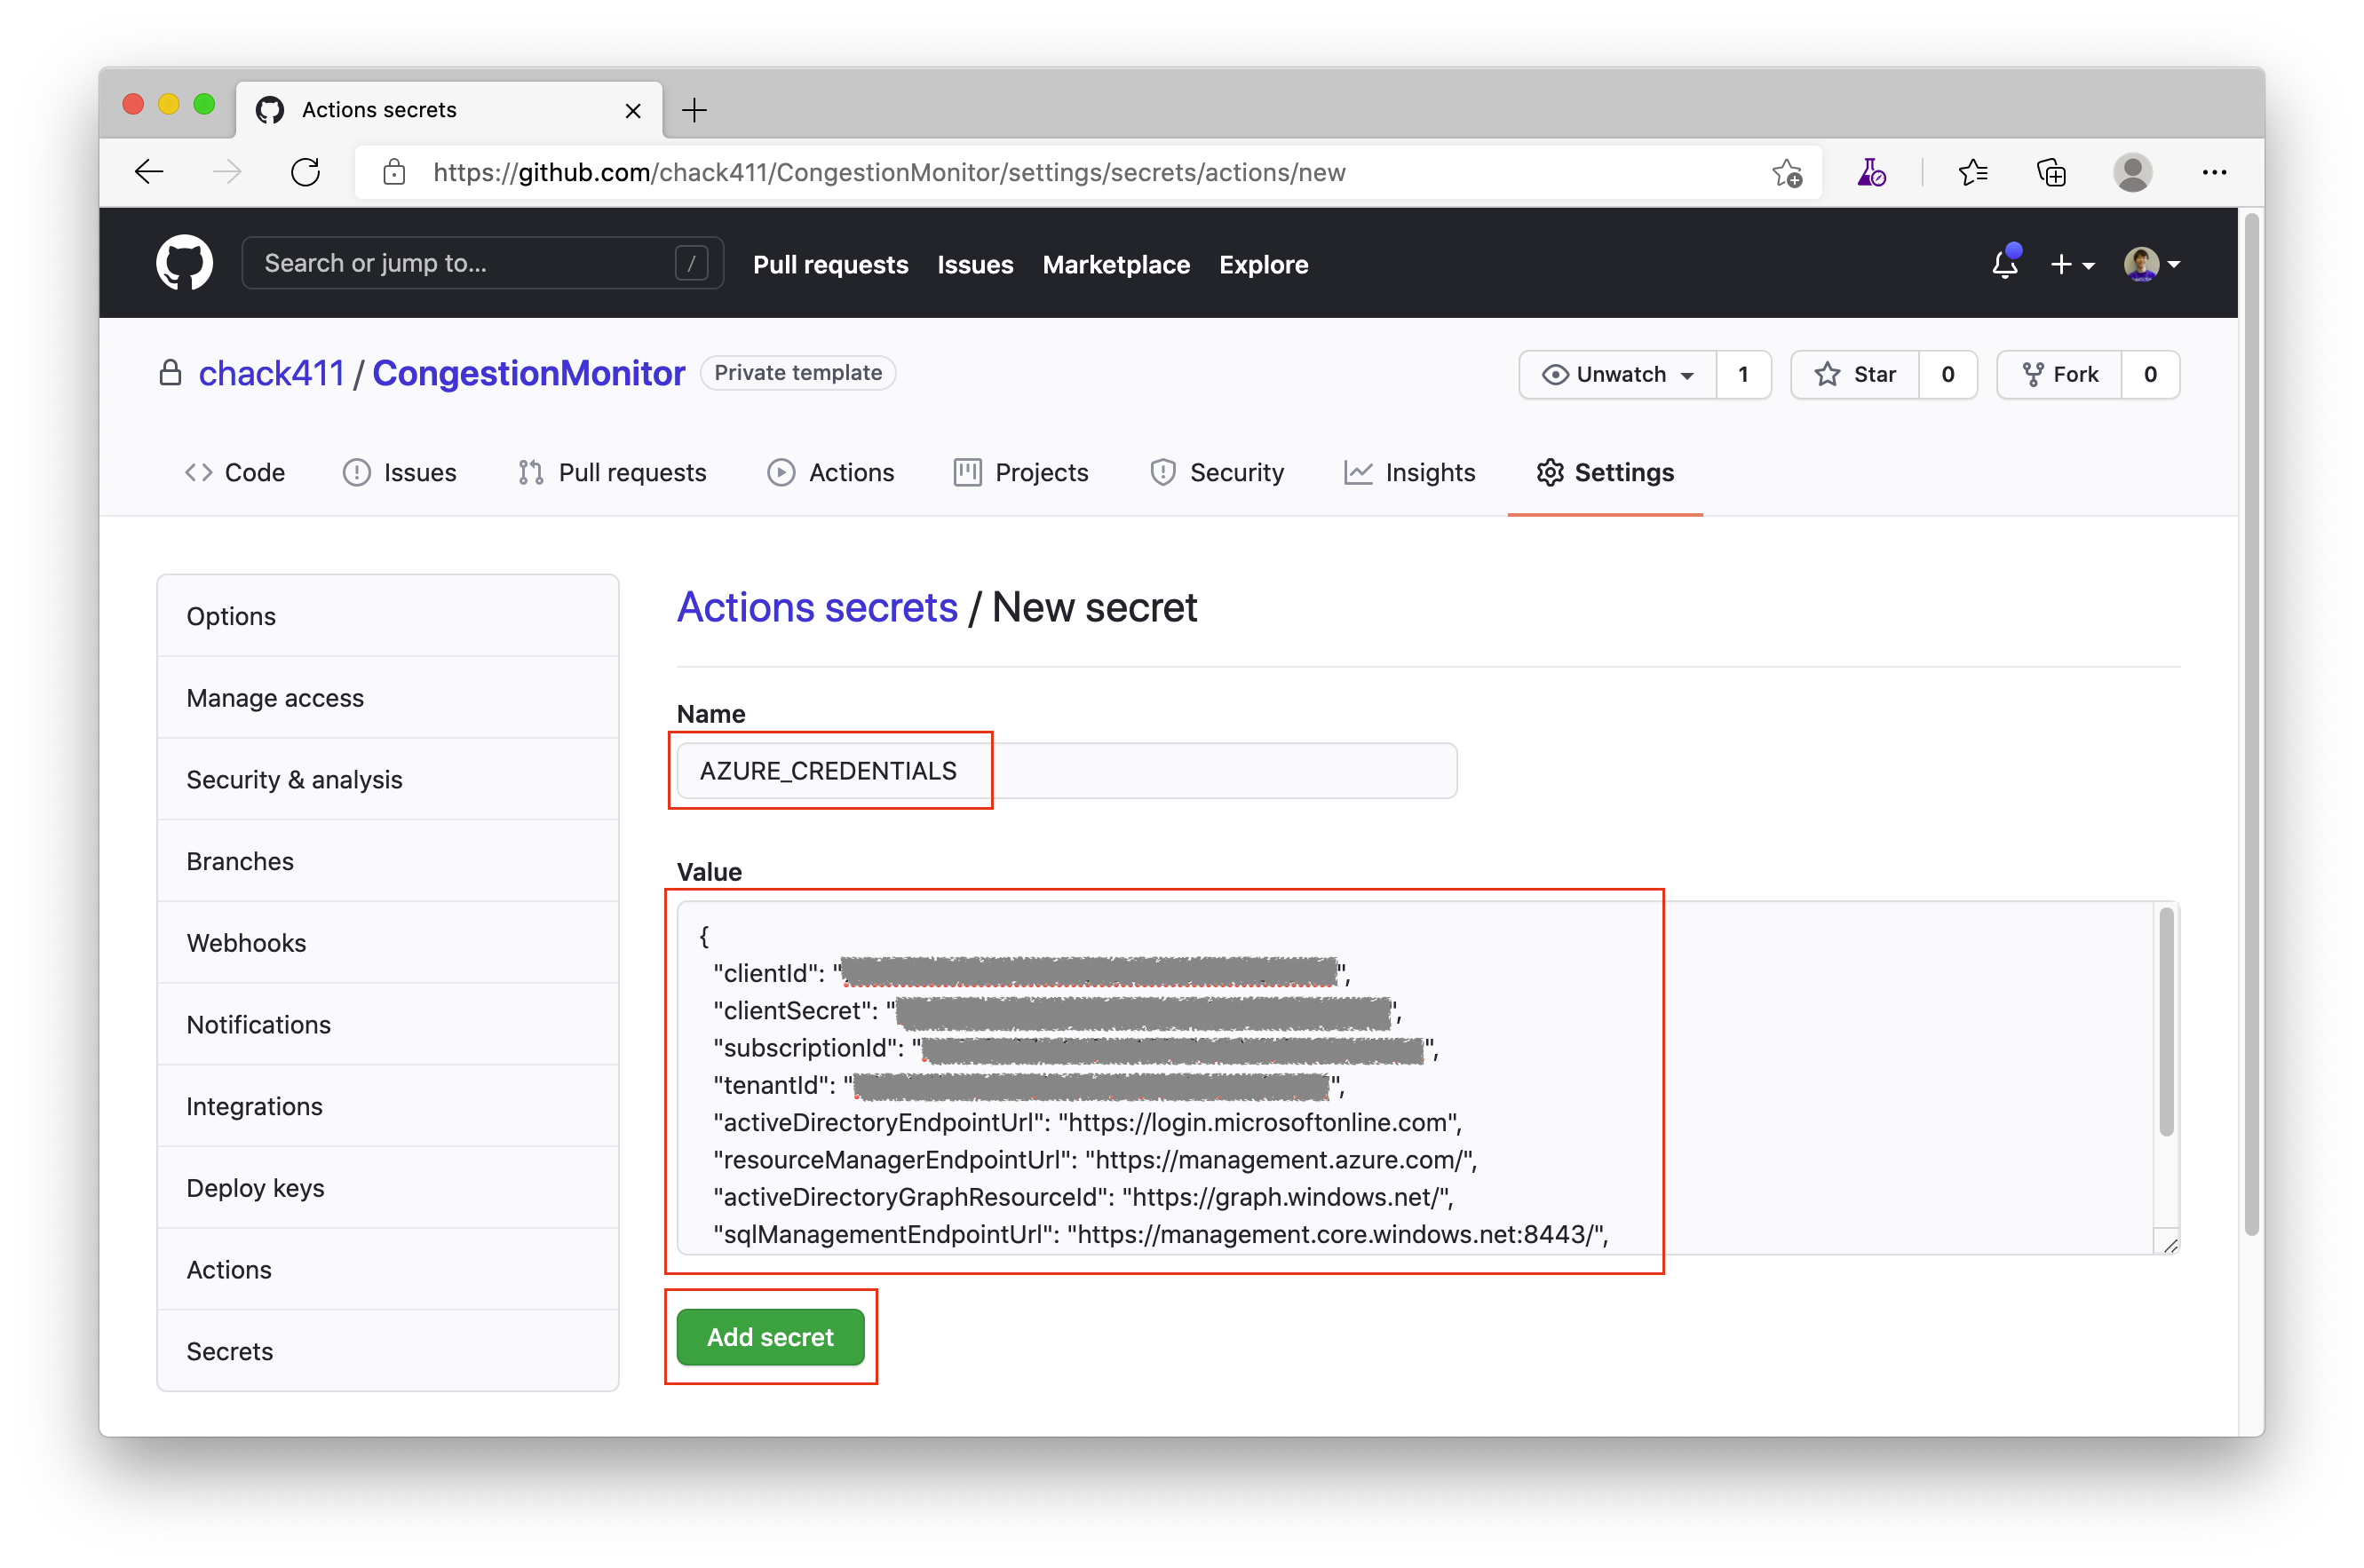 Actions secrets
https://github.com/chack411/CongestionMonitor/settings/secrets/actions/new
Search or jump to... /
Pull requests Issues Marketplace Explore
chack411 / CongestionMonitor Private template
Unwatch 1 Star 0 Fork 0
Code Issues Pull requests Actions Projects Security Insights Settings
Options
Manage access
Security & analysis
Branches
Webhooks
Notifications
Integrations
Deploy keys
Actions
Secrets
Actions secrets / New secret
Name
AZURE_CREDENTIALS
Value
{
"clientId": "",
"clientSecret": "",
"subscriptionId": "",
"tenantId": "",
"activeDirectoryEndpointUrl": "https://login.microsoftonline.com",
"resourceManagerEndpointUrl": "https://management.azure.com/",
"activeDirectoryGraphResourceId": "https://graph.windows.net/",
"sqlManagementEndpointUrl": "https://management.core.windows.net:8443/",
Add secret